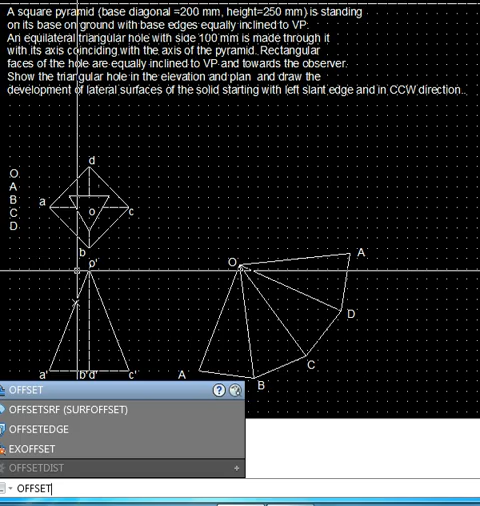 A square pyramid (base diagonal =200 mm, height=250 mm) is standing
on its base on ground with base edges equally inclined to VP.
An equilateral triangular hole with side 100 mm is made through it
with its axis coinciding with the axis of the pyramid. Rectangular
faces of the hole are equally inclined to VP and towards the observer.
Show the triangular hole in the elevation and plan and draw the
development of lateral surfaces of the solid starting with left slant edge and in CCW direction..
d
O
A
B
C
D
a
o
c
b
o'
O
A
D
C
B
A
a'
b'd'
c'
OFFSET
OFFSETSRF (SURFOFFSET)
OFFSETEDGE
EXOFFSET
OFFSETDIST
OFFSET